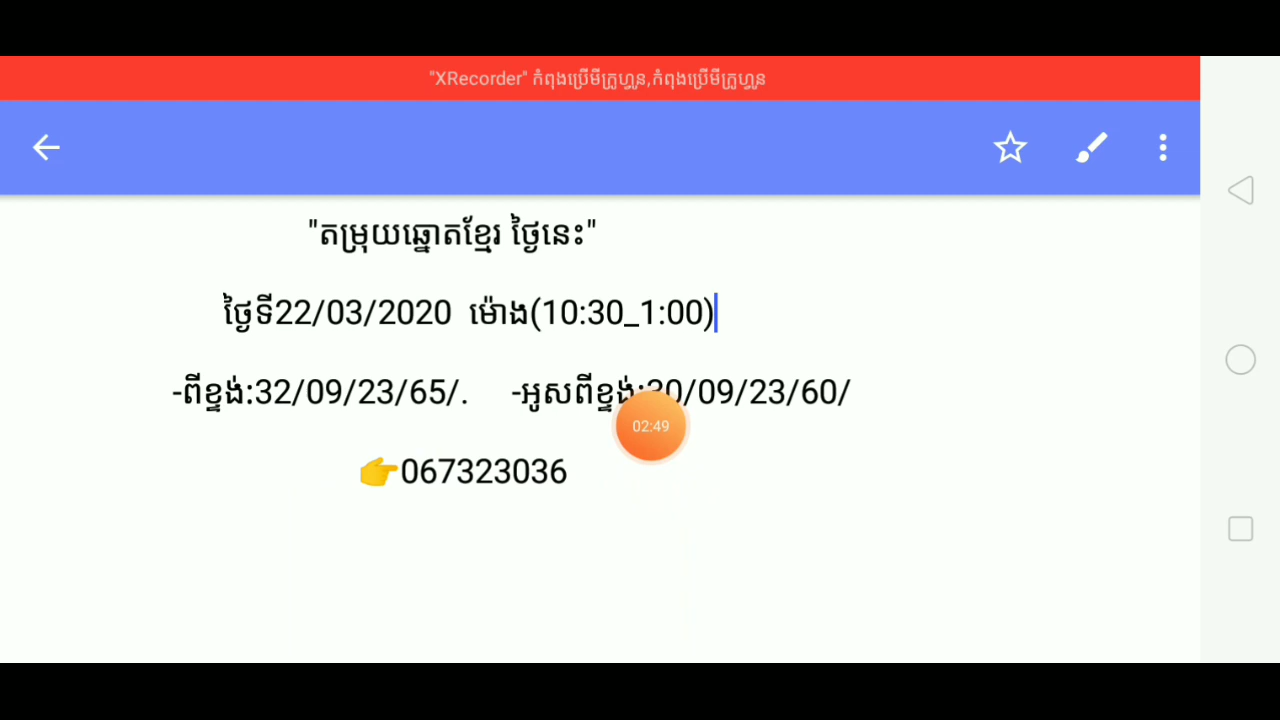 "XRecorder" កំពុងប្រើមីក្រូហ្វូន,កំពុងប្រើមីក្រូហ្វូន
"តម្រុយឆ្នោតខ្មែរ ថ្ងៃនេះ"
ថ្ងៃទី22/03/2020 ម៉ោង(10:30_1:00)
-ពីខ្ទង់:32/09/23/65/. -អូសពីខ្ទង់:30/09/23/60/
02:49
👉067323036